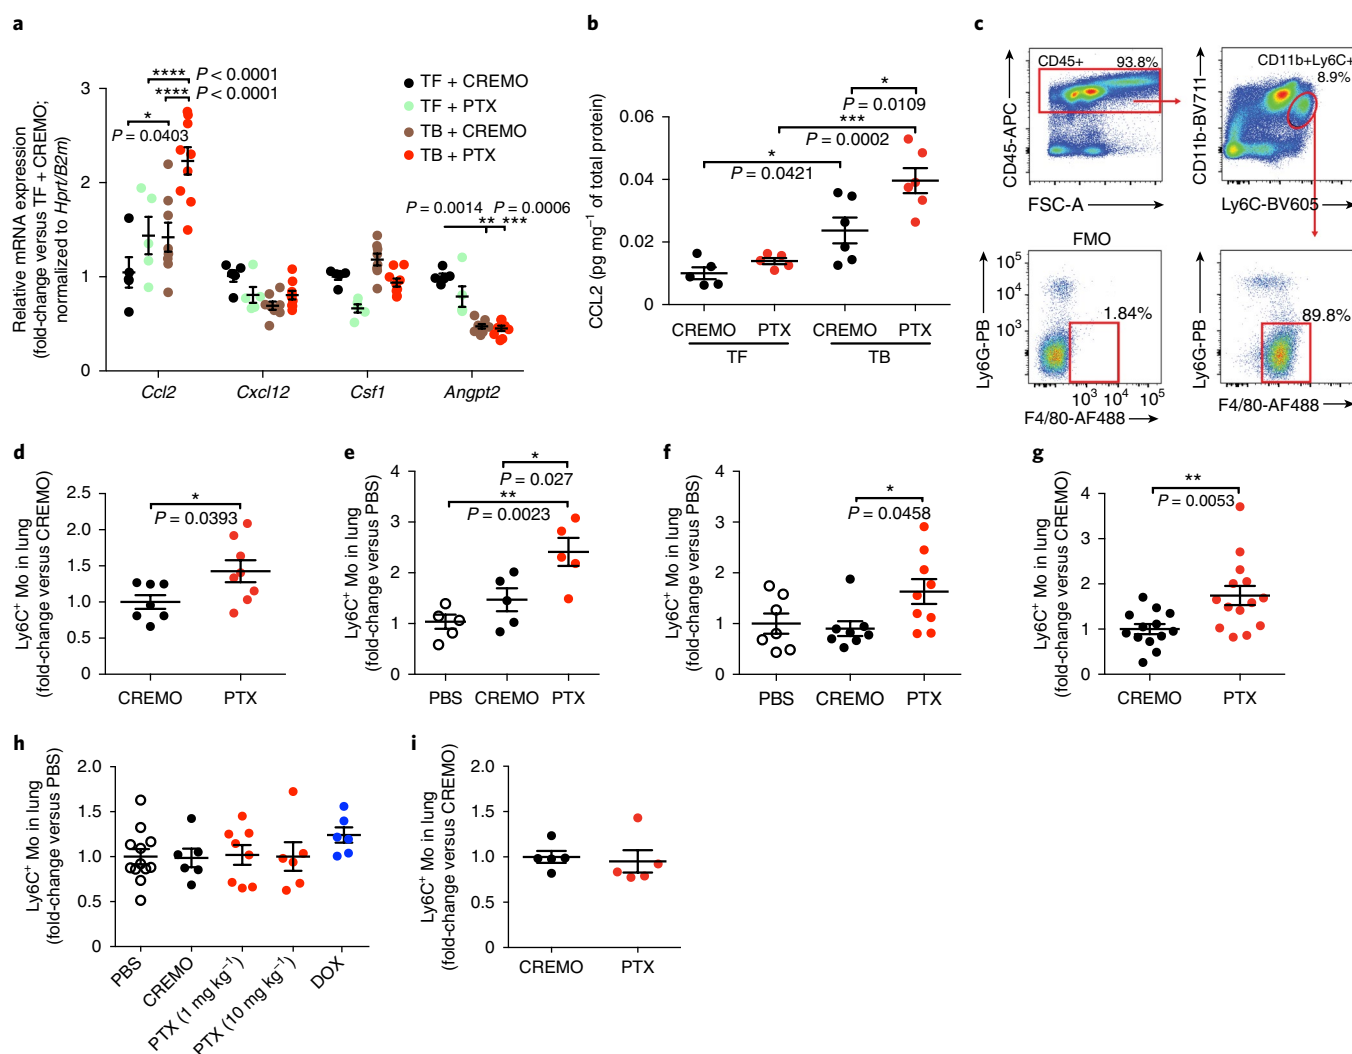 a
Relative mRNA expression
(fold-change versus TF + CREMO;
normalized to Hprt/B2m)
3
2
1
0
**** P < 0.0001
**** P < 0.0001
*
P = 0.0403
P = 0.0014 P = 0.0006
** ***
TF + CREMO
TF + PTX
TB + CREMO
TB + PTX
Ccl2 Cxcl12 Csf1 Angpt2
b
CCL2 (pg mg⁻¹ of total protein)
0.06
0.04
0.02
0
*
P = 0.0109
***
P = 0.0002
*
P = 0.0421
CREMO PTX CREMO PTX
TF TB
c
CD45-APC
CD45+ 93.8%
FSC-A
CD11b-BV711
CD11b+Ly6C+
8.9%
Ly6C-BV605
FMO
Ly6G-PB
10⁵
10⁴
10³
1.84%
10³ 10⁴ 10⁵
F4/80-AF488
Ly6G-PB
89.8%
F4/80-AF488
d
Ly6C⁺ Mo in lung
(fold-change versus CREMO)
2.5
2.0
1.5
1.0
0.5
0
*
P = 0.0393
CREMO PTX
e
Ly6C⁺ Mo in lung
(fold-change versus PBS)
4
3
2
1
0
*
P = 0.027
**
P = 0.0023
PBS CREMO PTX
f
Ly6C⁺ Mo in lung
(fold-change versus PBS)
4
3
2
1
0
*
P = 0.0458
PBS CREMO PTX
g
Ly6C⁺ Mo in lung
(fold-change versus CREMO)
4
3
2
1
0
**
P = 0.0053
CREMO PTX
h
Ly6C⁺ Mo in lung
(fold-change versus PBS)
2.0
1.5
1.0
0.5
0
PBS
CREMO
PTX (1 mg kg⁻¹)
PTX (10 mg kg⁻¹)
DOX
i
Ly6C⁺ Mo in lung
(fold-change versus CREMO)
2.0
1.5
1.0
0.5
0
CREMO PTX